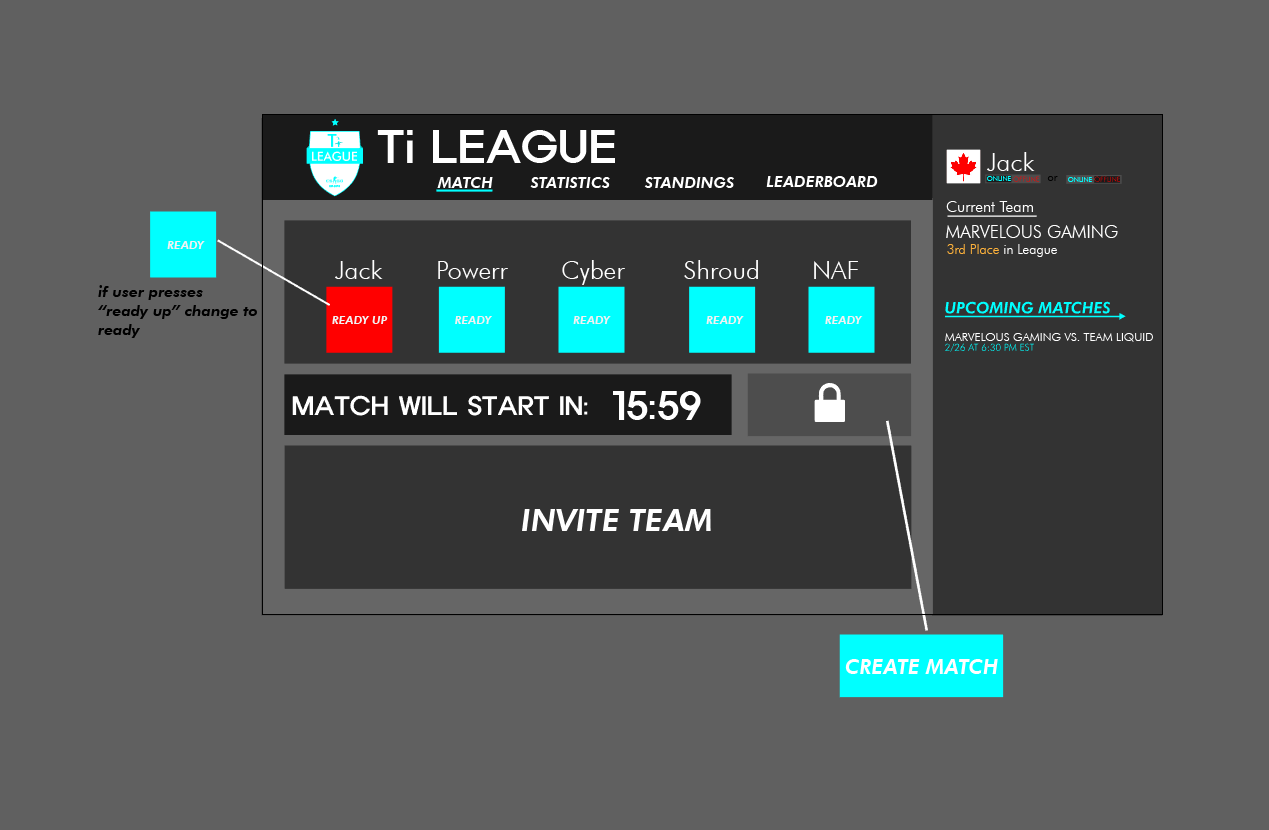 Ti
LEAGUE
Ti LEAGUE
MATCH STATISTICS STANDINGS LEADERBOARD
Jack
ONLINE
or
ONLINE
Current Team
MARVELOUS GAMING
3rd Place in League
UPCOMING MATCHES
MARVELOUS GAMING VS. TEAM LIQUID
2/26 AT 6:30 PM EST
READY
if user presses
“ready up” change to
ready
Jack Powerr Cyber Shroud NAF
READY UP READY READY READY READY
MATCH WILL START IN: 15:59
INVITE TEAM
CREATE MATCH